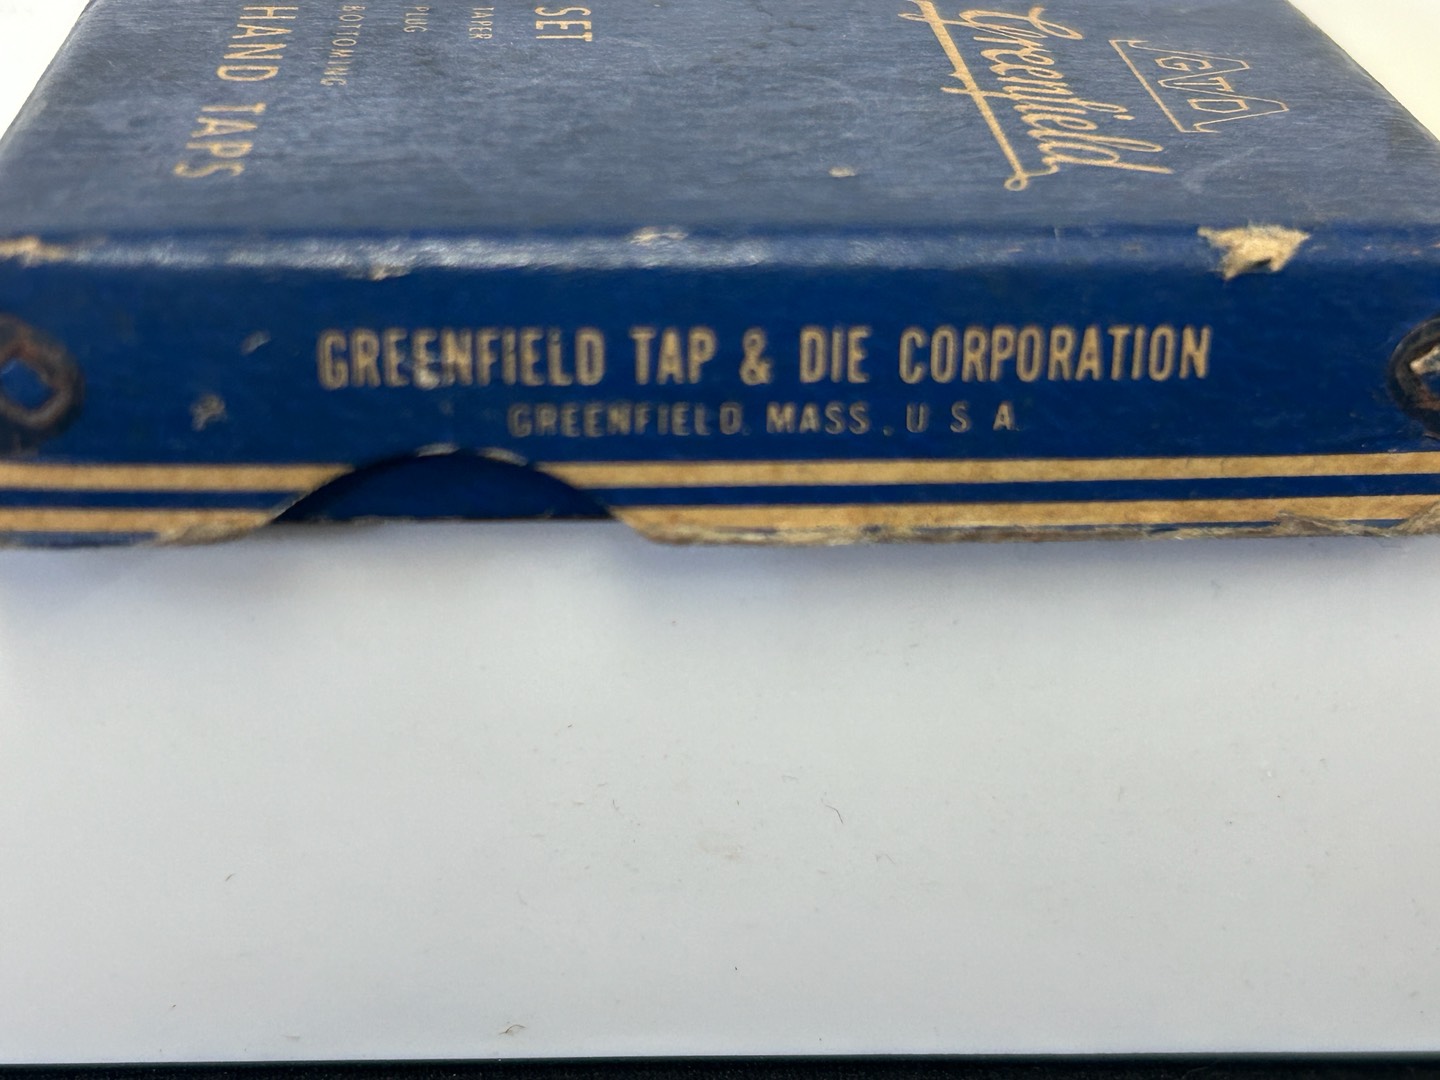 GTD
Greenfield
SET
TAPER
PLUG
BOTTOMING
HAND TAPS
GREENFIELD TAP & DIE CORPORATION
GREENFIELD, MASS., U S A